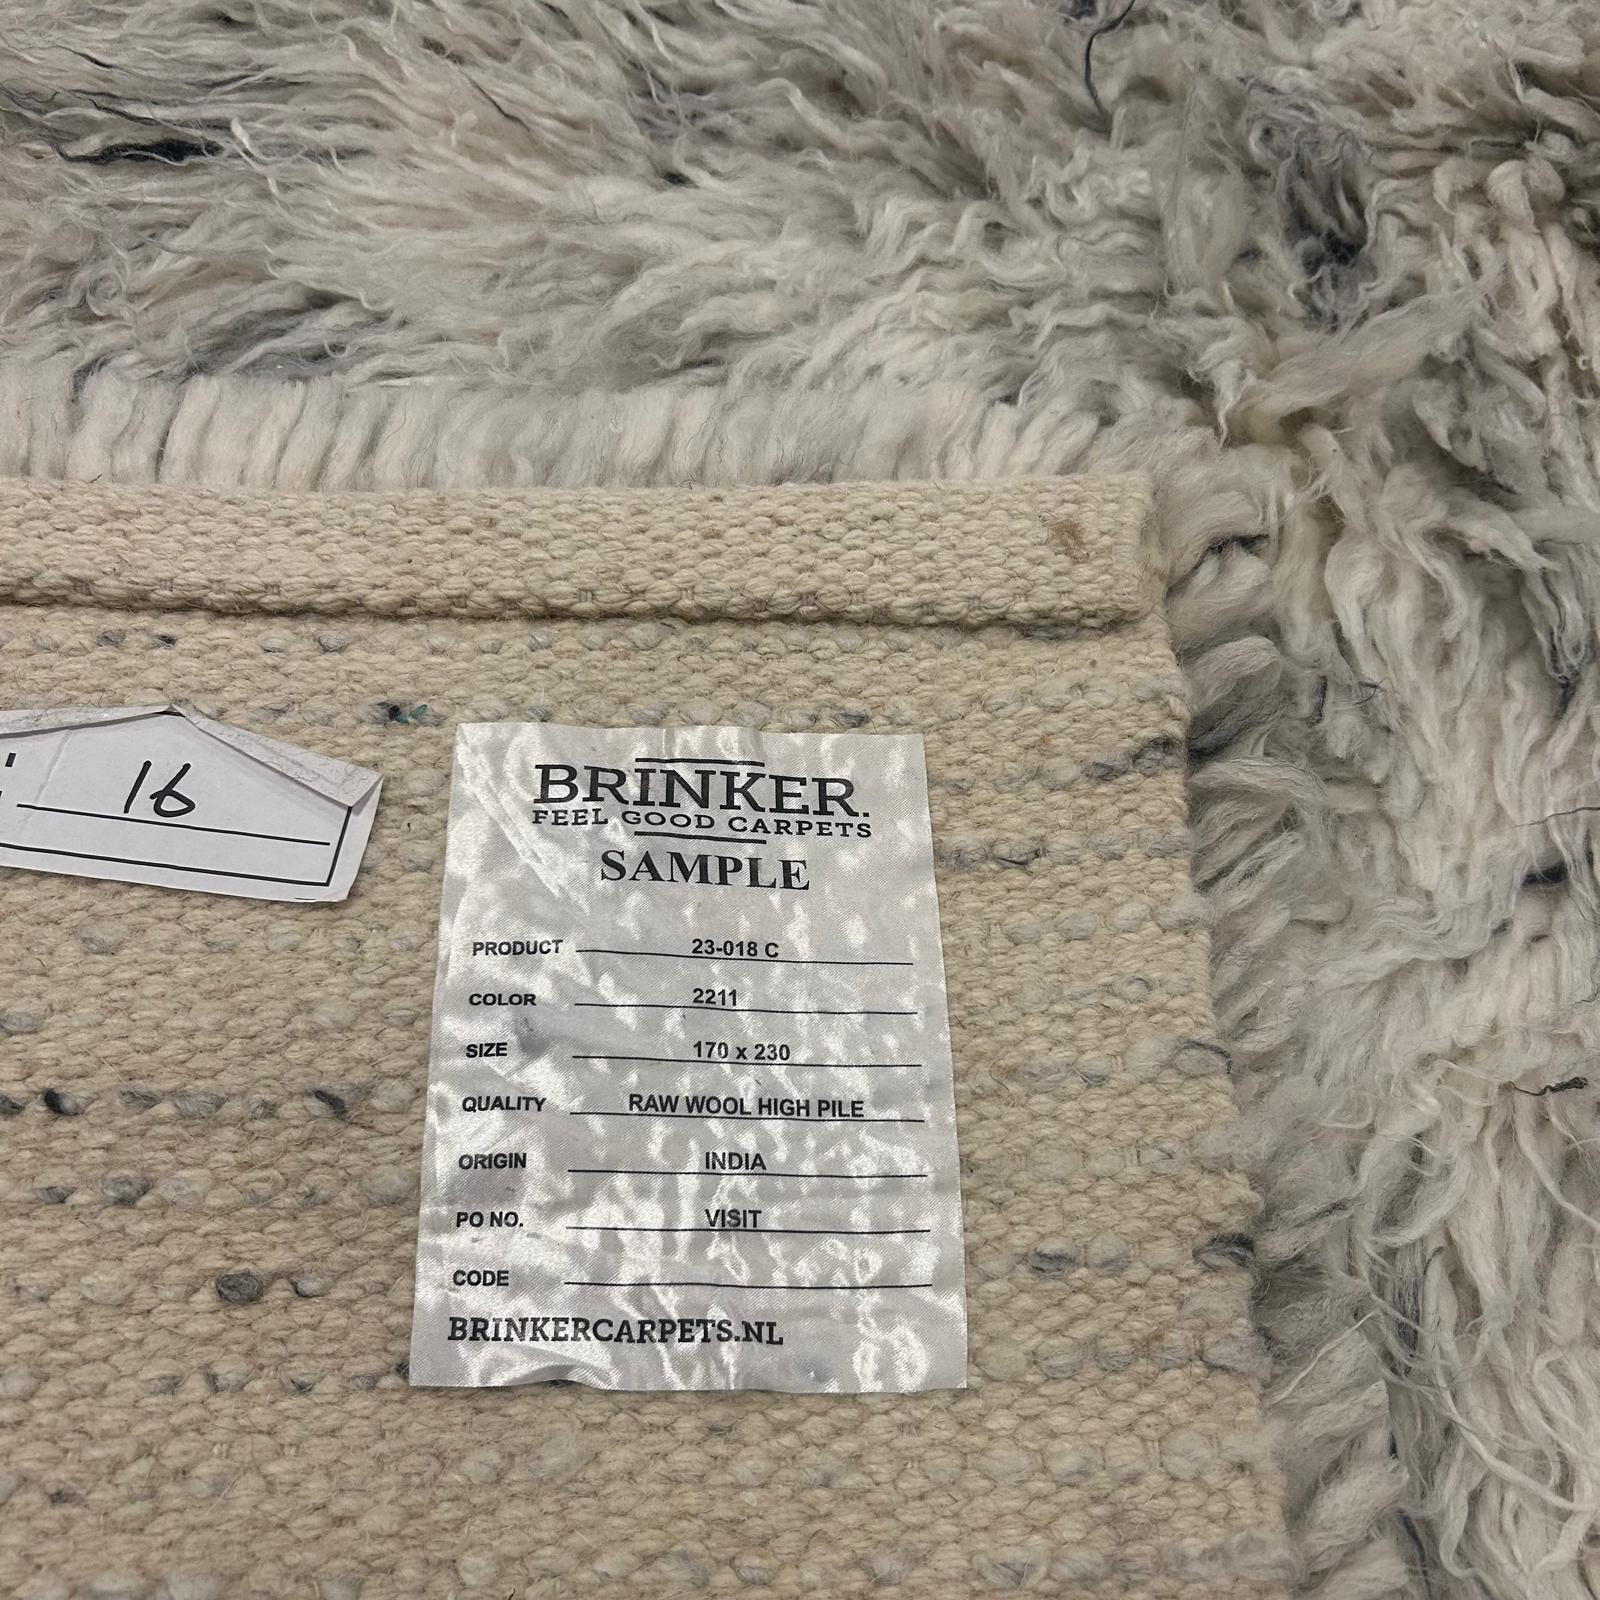 16
BRINKER.
FEEL GOOD CARPETS
SAMPLE
PRODUCT 23-018 C
COLOR 2211
SIZE 170 x 230
QUALITY RAW WOOL HIGH PILE
ORIGIN INDIA
PO NO. VISIT
CODE
BRINKERCARPETS.NL